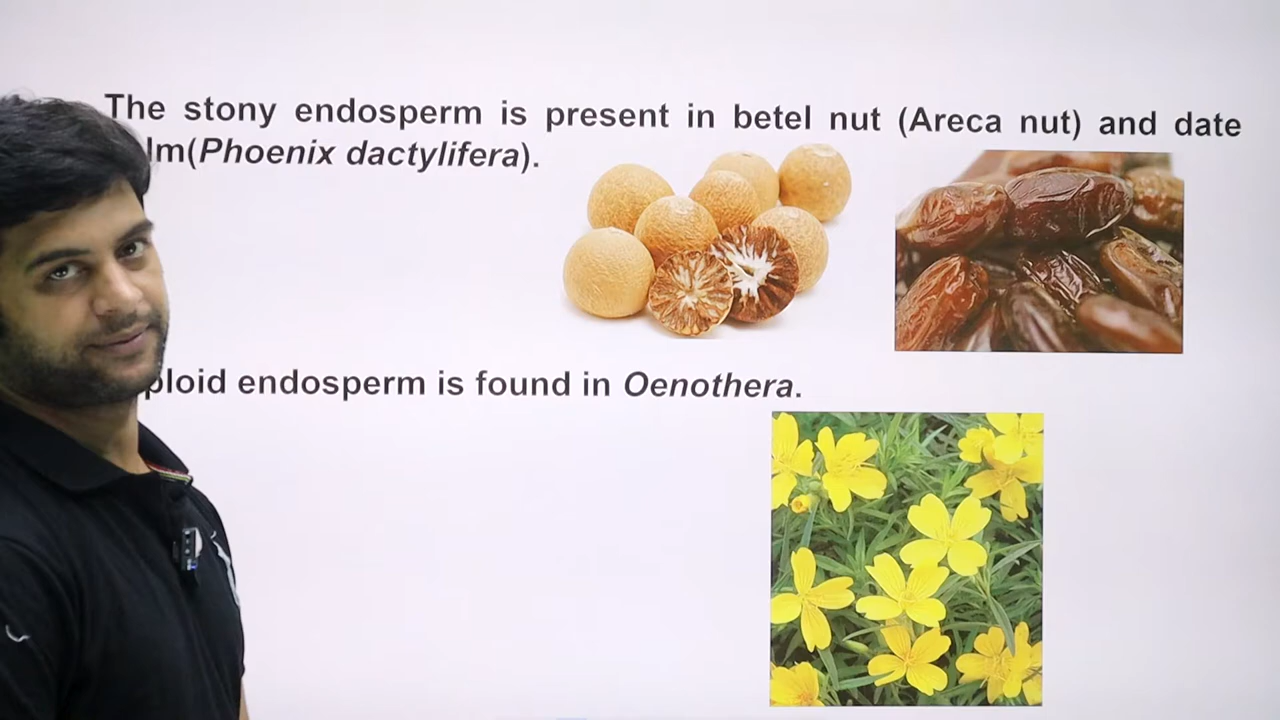 The stony endosperm is present in betel nut (Areca nut) and date
lm(Phoenix dactylifera).
ploid endosperm is found in Oenothera.